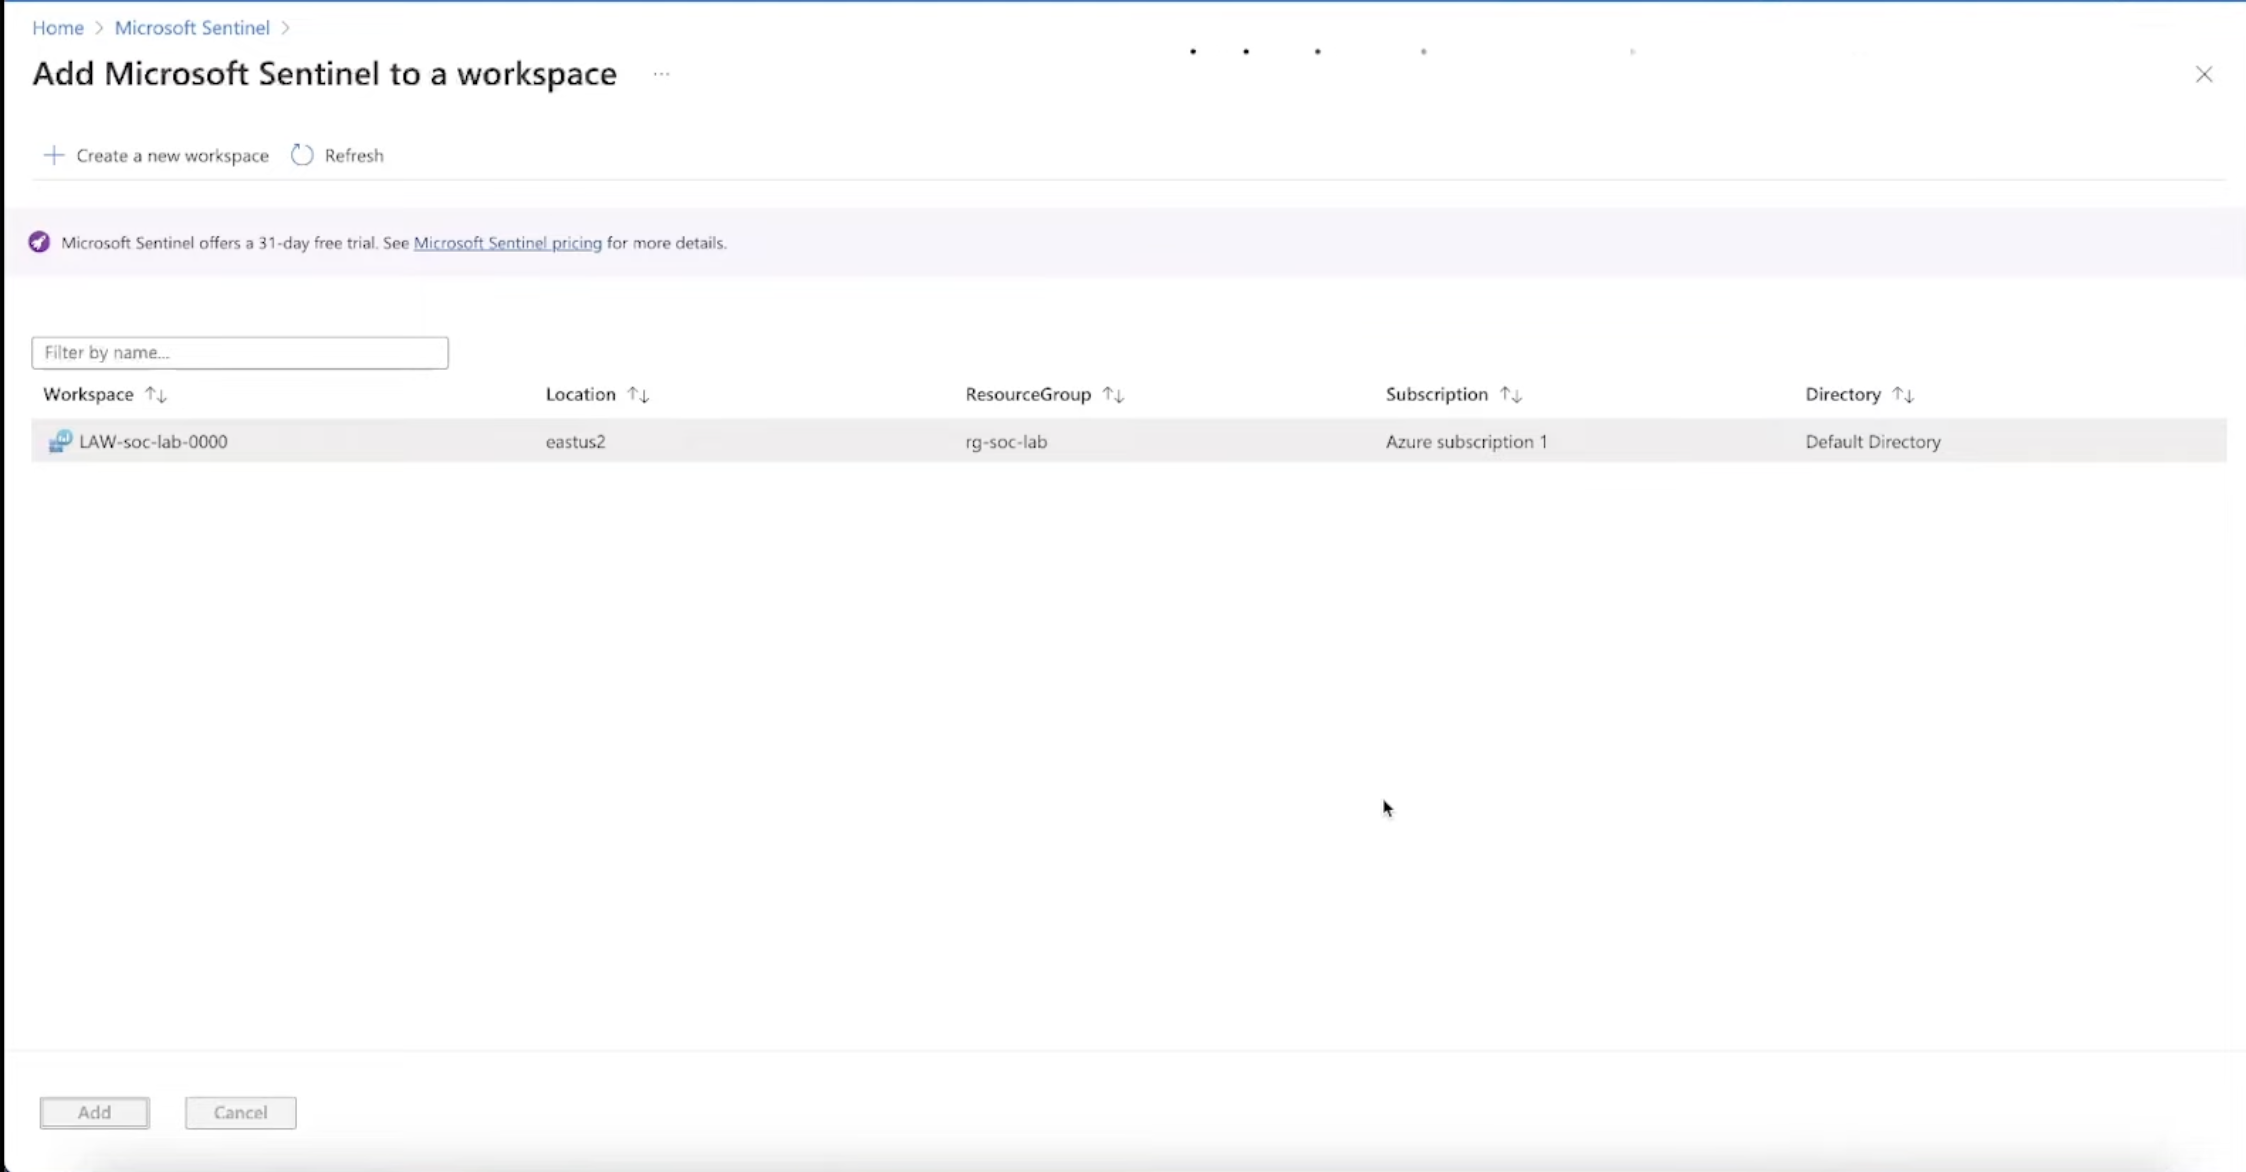 Home > Microsoft Sentinel >
Add Microsoft Sentinel to a workspace ...
Create a new workspace Refresh
Microsoft Sentinel offers a 31-day free trial. See Microsoft Sentinel pricing for more details.
Filter by name...
Workspace ↑↓ Location ↑↓ ResourceGroup ↑↓ Subscription ↑↓ Directory ↑↓
LAW-soc-lab-0000 eastus2 rg-soc-lab Azure subscription 1 Default Directory
Add Cancel